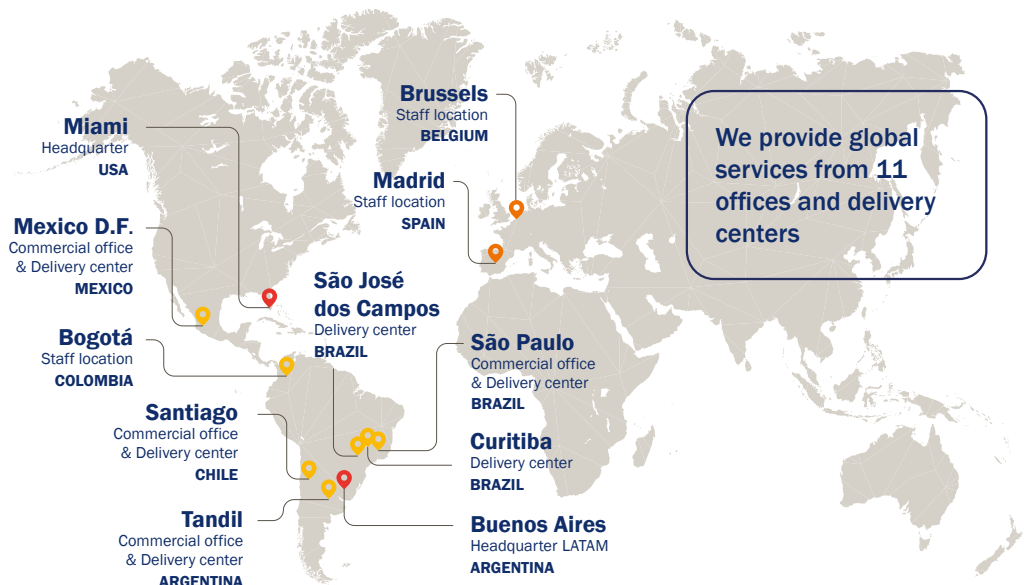 Miami
Headquarter
USA
Mexico D.F.
Commercial office
& Delivery center
MEXICO
Bogotá
Staff location
COLOMBIA
Santiago
Commercial office
& Delivery center
CHILE
Tandil
Commercial office
& Delivery center
ARGENTINA
Brussels
Staff location
BELGIUM
Madrid
Staff location
SPAIN
São José
dos Campos
Delivery center
BRAZIL
São Paulo
Commercial office
& Delivery center
BRAZIL
Curitiba
Delivery center
BRAZIL
Buenos Aires
Headquarter LATAM
ARGENTINA
We provide global
services from 11
offices and delivery
centers